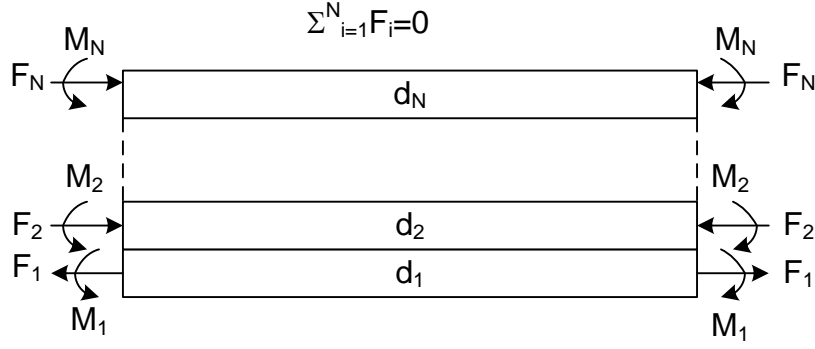 Σ^N_{i=1}F_i=0
M_N M_N
F_N d_N F_N
M_2 M_2
F_2 d_2 F_2
F_1 d_1 F_1
M_1 M_1